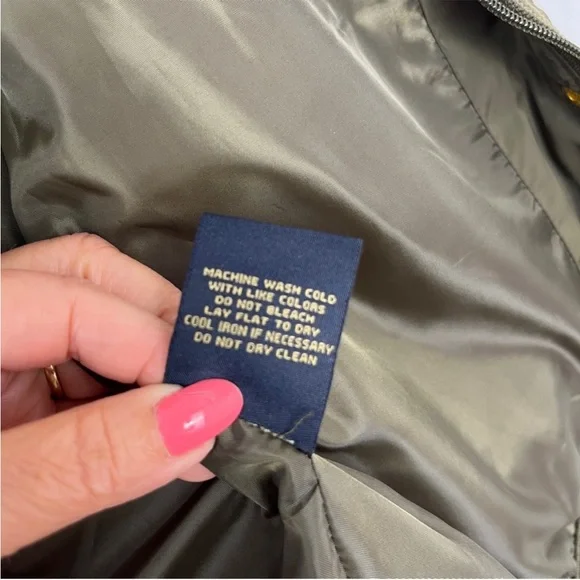 MACHINE WASH COLD
WITH LIKE COLORS
DO NOT BLEACH
LAY FLAT TO DRY
COOL IRON IF NECESSARY
DO NOT DRY CLEAN